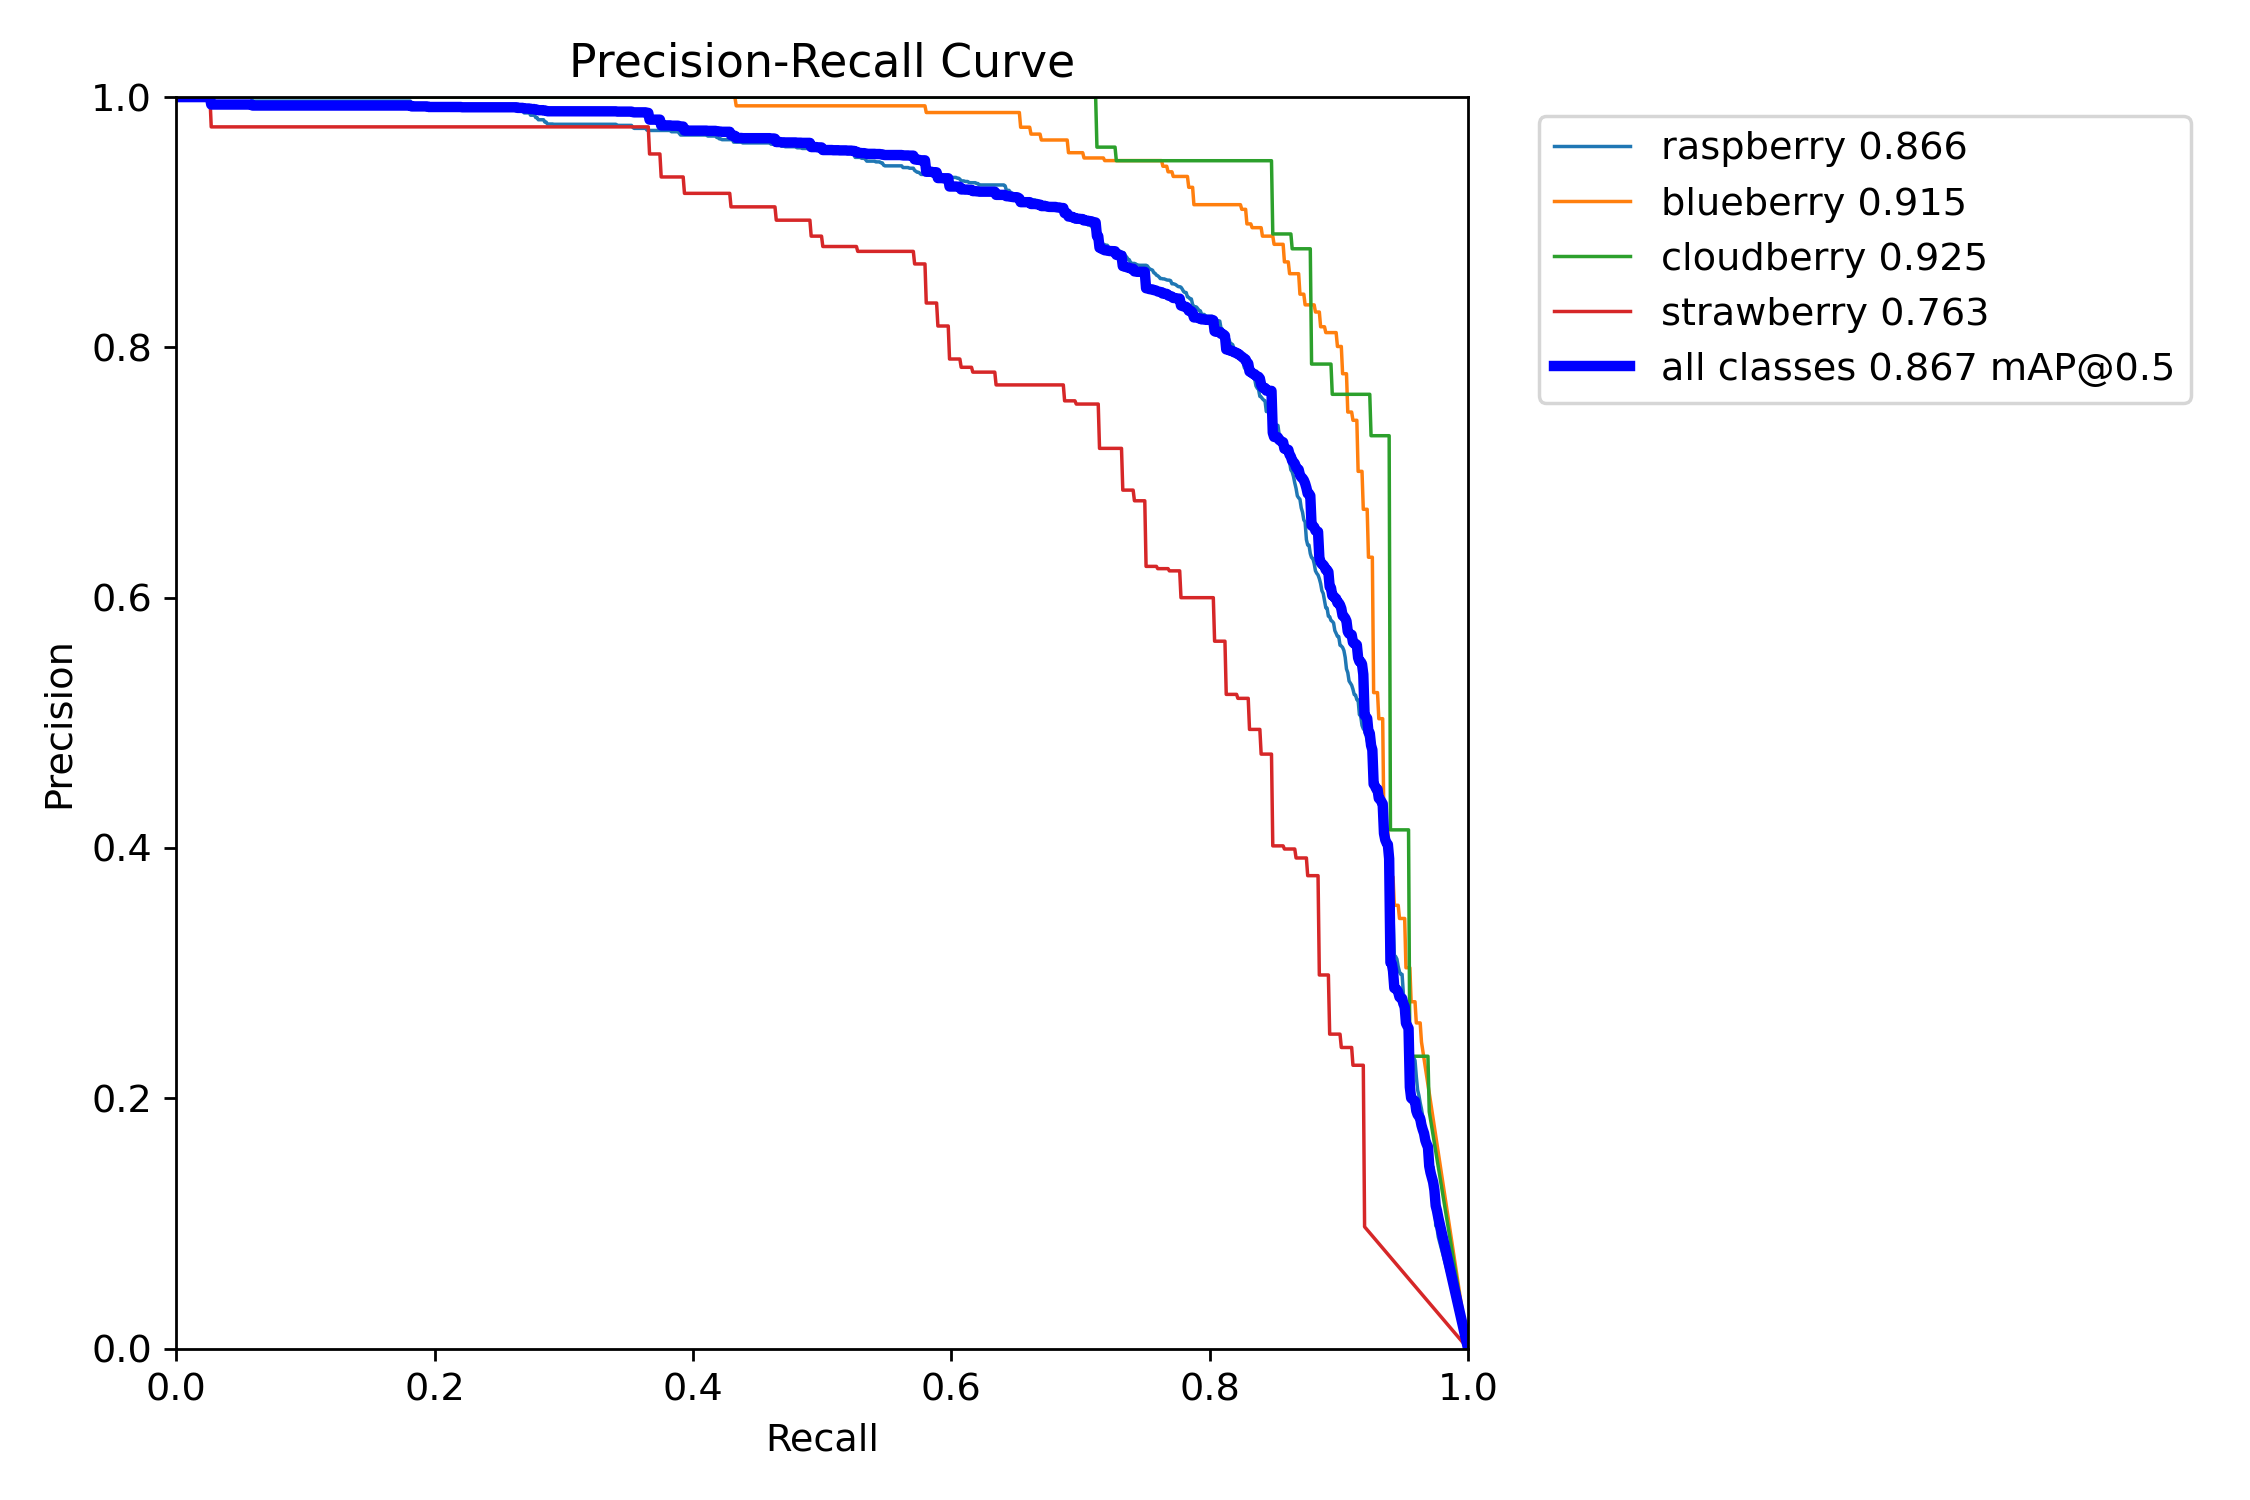 Precision-Recall Curve
1.0
0.8
0.6
0.4
0.2
0.0
Precision
0.0 0.2 0.4 0.6 0.8 1.0
Recall
raspberry 0.866
blueberry 0.915
cloudberry 0.925
strawberry 0.763
all classes 0.867 mAP@0.5